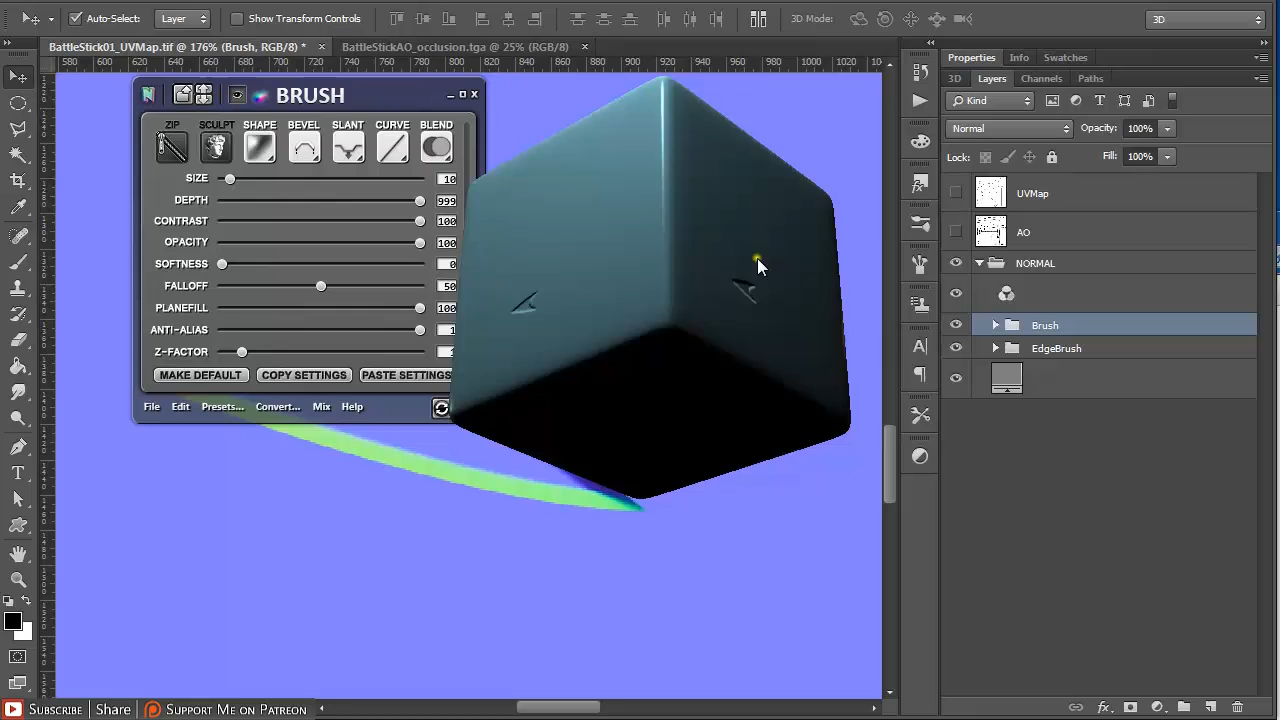 Auto-Select: Layer Show Transform Controls 3D Mode: 3D
BattleStick01_UVMap.tif @ 176% (Brush, RGB/8) * × BattleStickAO_occlusion.tga @ 25% (RGB/8) ×
580 600 620 640 660 680 700 720 740 760 780 800 820 840 860 880 900 920 940 960 980 1000 1020 1040
Properties Info Swatches
3D Layers Channels Paths
Kind
Normal Opacity: 100%
Lock: Fill: 100%
UVMap
AO
NORMAL
Brush
EdgeBrush
BRUSH
ZIP SCULPT SHAPE BEVEL SLANT CURVE BLEND
SIZE 10
DEPTH 999
CONTRAST 100
OPACITY 100
SOFTNESS 0
FALLOFF 50
PLANEFILL 100
ANTI-ALIAS 1
Z-FACTOR
MAKE DEFAULT COPY SETTINGS PASTE SETTINGS
File Edit Presets... Convert... Mix Help
Subscribe Share Support Me on Patreon